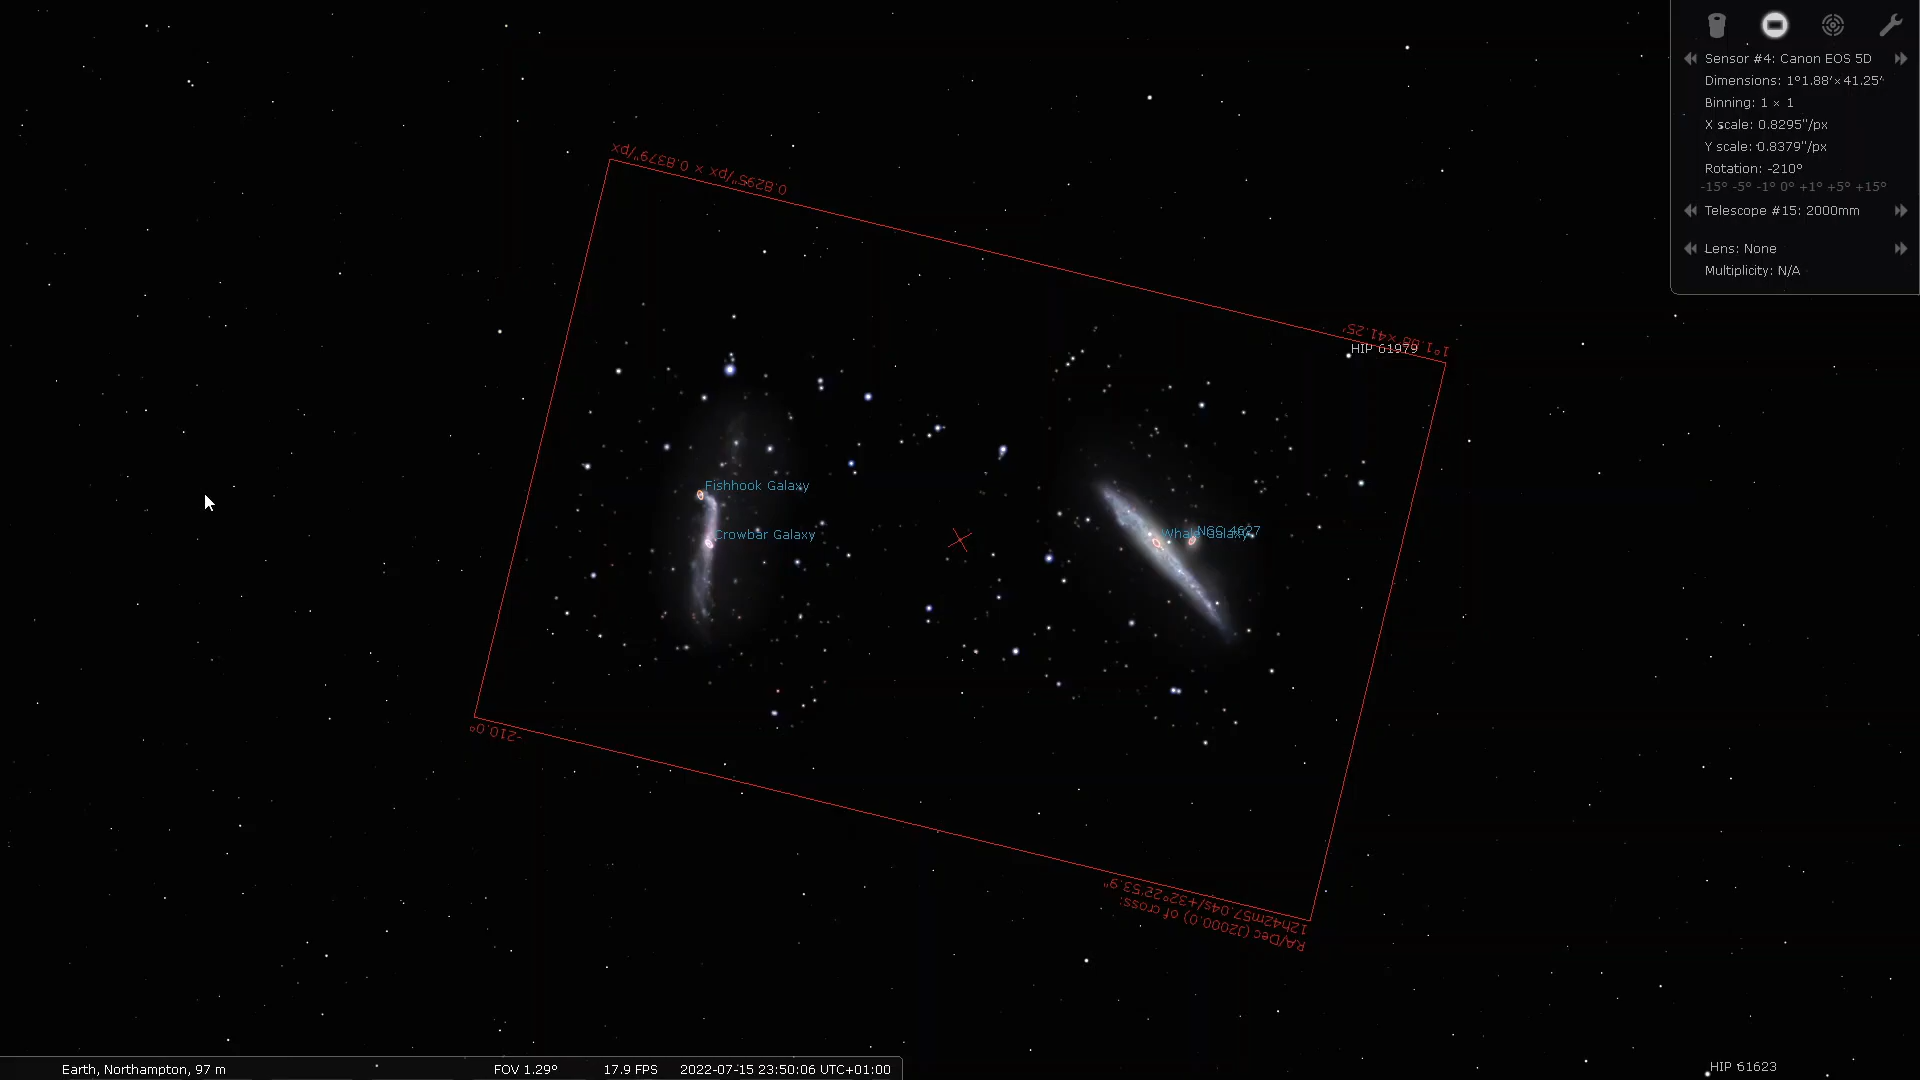 Sensor #4: Canon EOS 5D
Dimensions: 1°1.88′×41.25′
Binning: 1 × 1
X scale: 0.8295"/px
Y scale: 0.8379"/px
Rotation: -210°
-15° -5° -1° 0° +1° +5° +15°
Telescope #15: 2000mm
Lens: None
Multiplicity: N/A
0.8295"/px × 0.8379"/px
1°1.88′×41.25′
HIP 61979
Fishhook Galaxy
Crowbar Galaxy
NGC 4627
Whale Galaxy
-210.0°
RA/Dec (J2000.0) of cross:
12h42m57.04s/+32°22'53.9"
Earth, Northampton, 97 m
FOV 1.29°
17.9 FPS
2022-07-15 23:50:06 UTC+01:00
HIP 61623